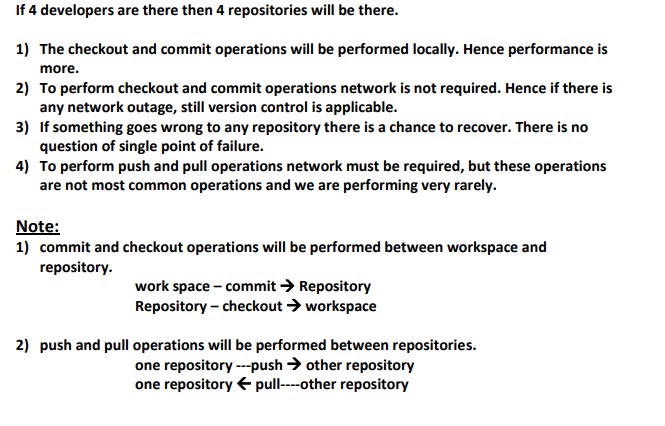 If 4 developers are there then 4 repositories will be there.
1) The checkout and commit operations will be performed locally. Hence performance is
more.
2) To perform checkout and commit operations network is not required. Hence if there is
any network outage, still version control is applicable.
3) If something goes wrong to any repository there is a chance to recover. There is no
question of single point of failure.
4) To perform push and pull operations network must be required, but these operations
are not most common operations and we are performing very rarely.
Note:
1) commit and checkout operations will be performed between workspace and
repository.
work space – commit → Repository
Repository – checkout → workspace
2) push and pull operations will be performed between repositories.
one repository ---push → other repository
one repository ← pull----other repository